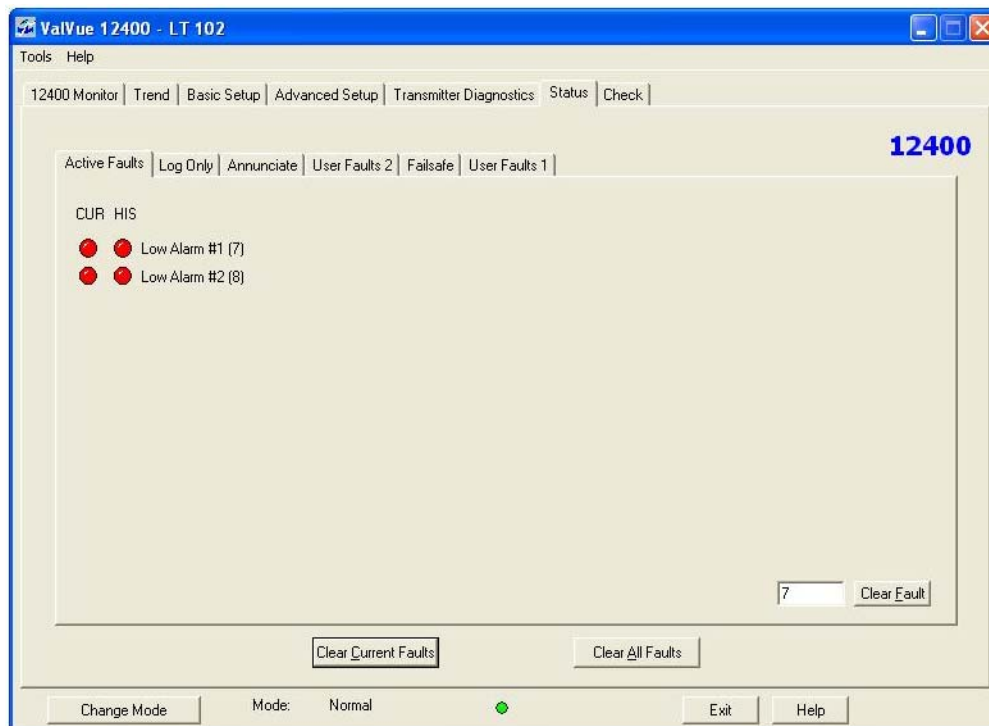 ValVue 12400 - LT 102
Tools Help
12400 Monitor Trend Basic Setup Advanced Setup Transmitter Diagnostics Status Check
12400
Active Faults Log Only Annunciate User Faults 2 Failsafe User Faults 1
CUR HIS
Low Alarm #1 (7)
Low Alarm #2 (8)
7 Clear Fault
Clear Current Faults Clear All Faults
Change Mode Mode: Normal Exit Help